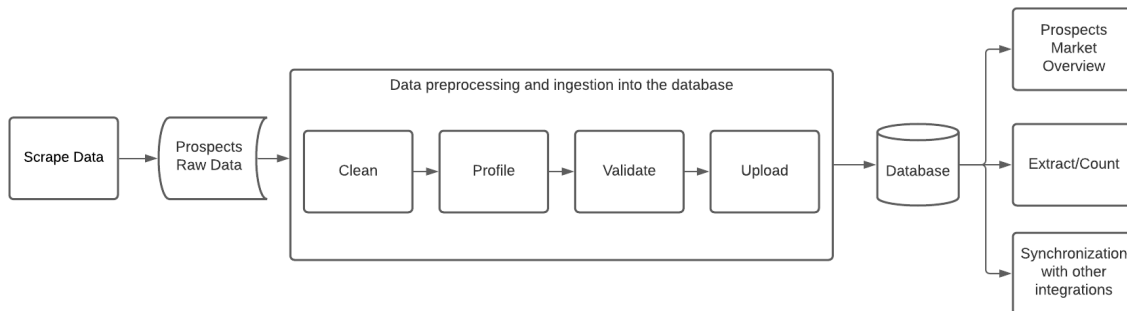 Scrape Data
Prospects
Raw Data
Data preprocessing and ingestion into the database
Clean
Profile
Validate
Upload
Database
Prospects
Market
Overview
Extract/Count
Synchronization
with other
integrations